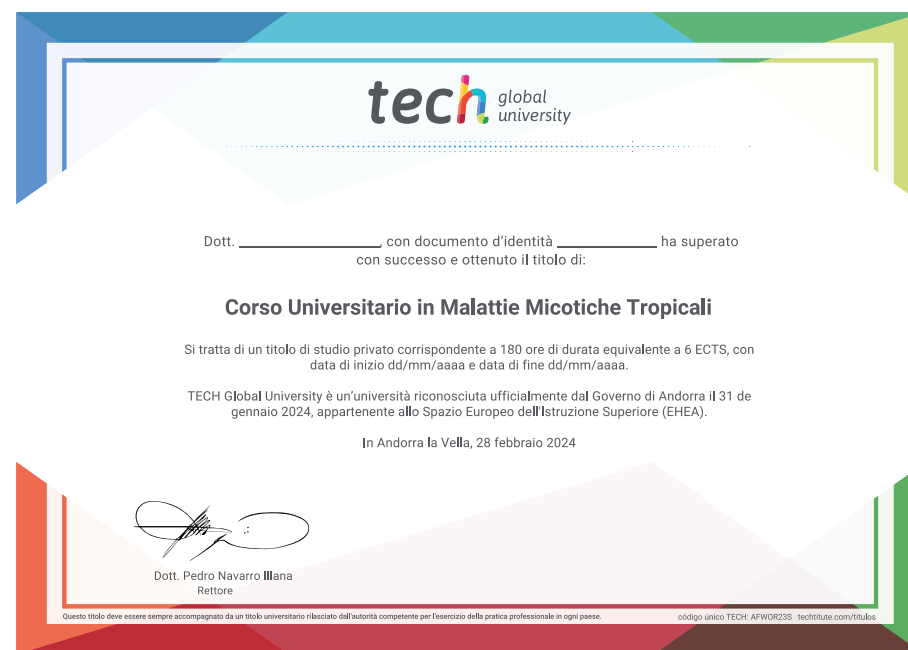 tech global university
Dott. ________________, con documento d'identità ____________ ha superato
con successo e ottenuto il titolo di:
Corso Universitario in Malattie Micotiche Tropicali
Si tratta di un titolo di studio privato corrispondente a 180 ore di durata equivalente a 6 ECTS, con
data di inizio dd/mm/aaaa e data di fine dd/mm/aaaa.
TECH Global University è un'università riconosciuta ufficialmente dal Governo di Andorra il 31 de
gennaio 2024, appartenente allo Spazio Europeo dell'Istruzione Superiore (EHEA).
In Andorra la Vella, 28 febbraio 2024
Dott. Pedro Navarro Illana
Rettore
Questo titolo deve essere sempre accompagnato da un titolo universitario rilasciato dall'autorità competente per l'esercizio della pratica professionale in ogni paese.
código único TECH: AFWOR23S techtitute.com/titulos